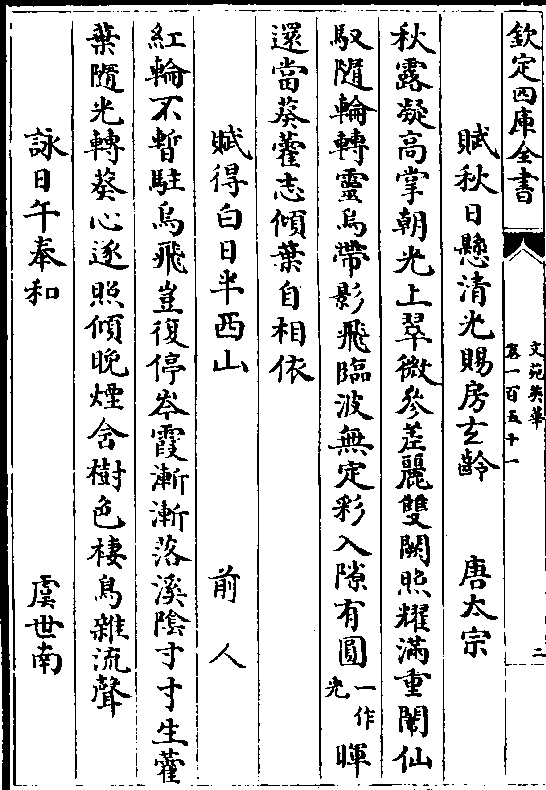 欽定四庫全書
文苑英華
卷一百五十一
二
賦秋日懸清光賜房玄齡 唐太宗
秋露凝高掌朝光上翠微參差麗雙闕照耀滿重闈仙
馭隨輪轉靈烏帶影飛臨波無定彩入隙有圓一作光暉
還當葵藿志傾葉自相依
賦得白日半西山 前人
紅輪不暫駐烏飛豈復停岑霞漸漸落溪陰寸寸生藿
葉隨光轉葵心逐照傾晚煙含樹色棲鳥雜流聲
詠日午奉和 虞世南